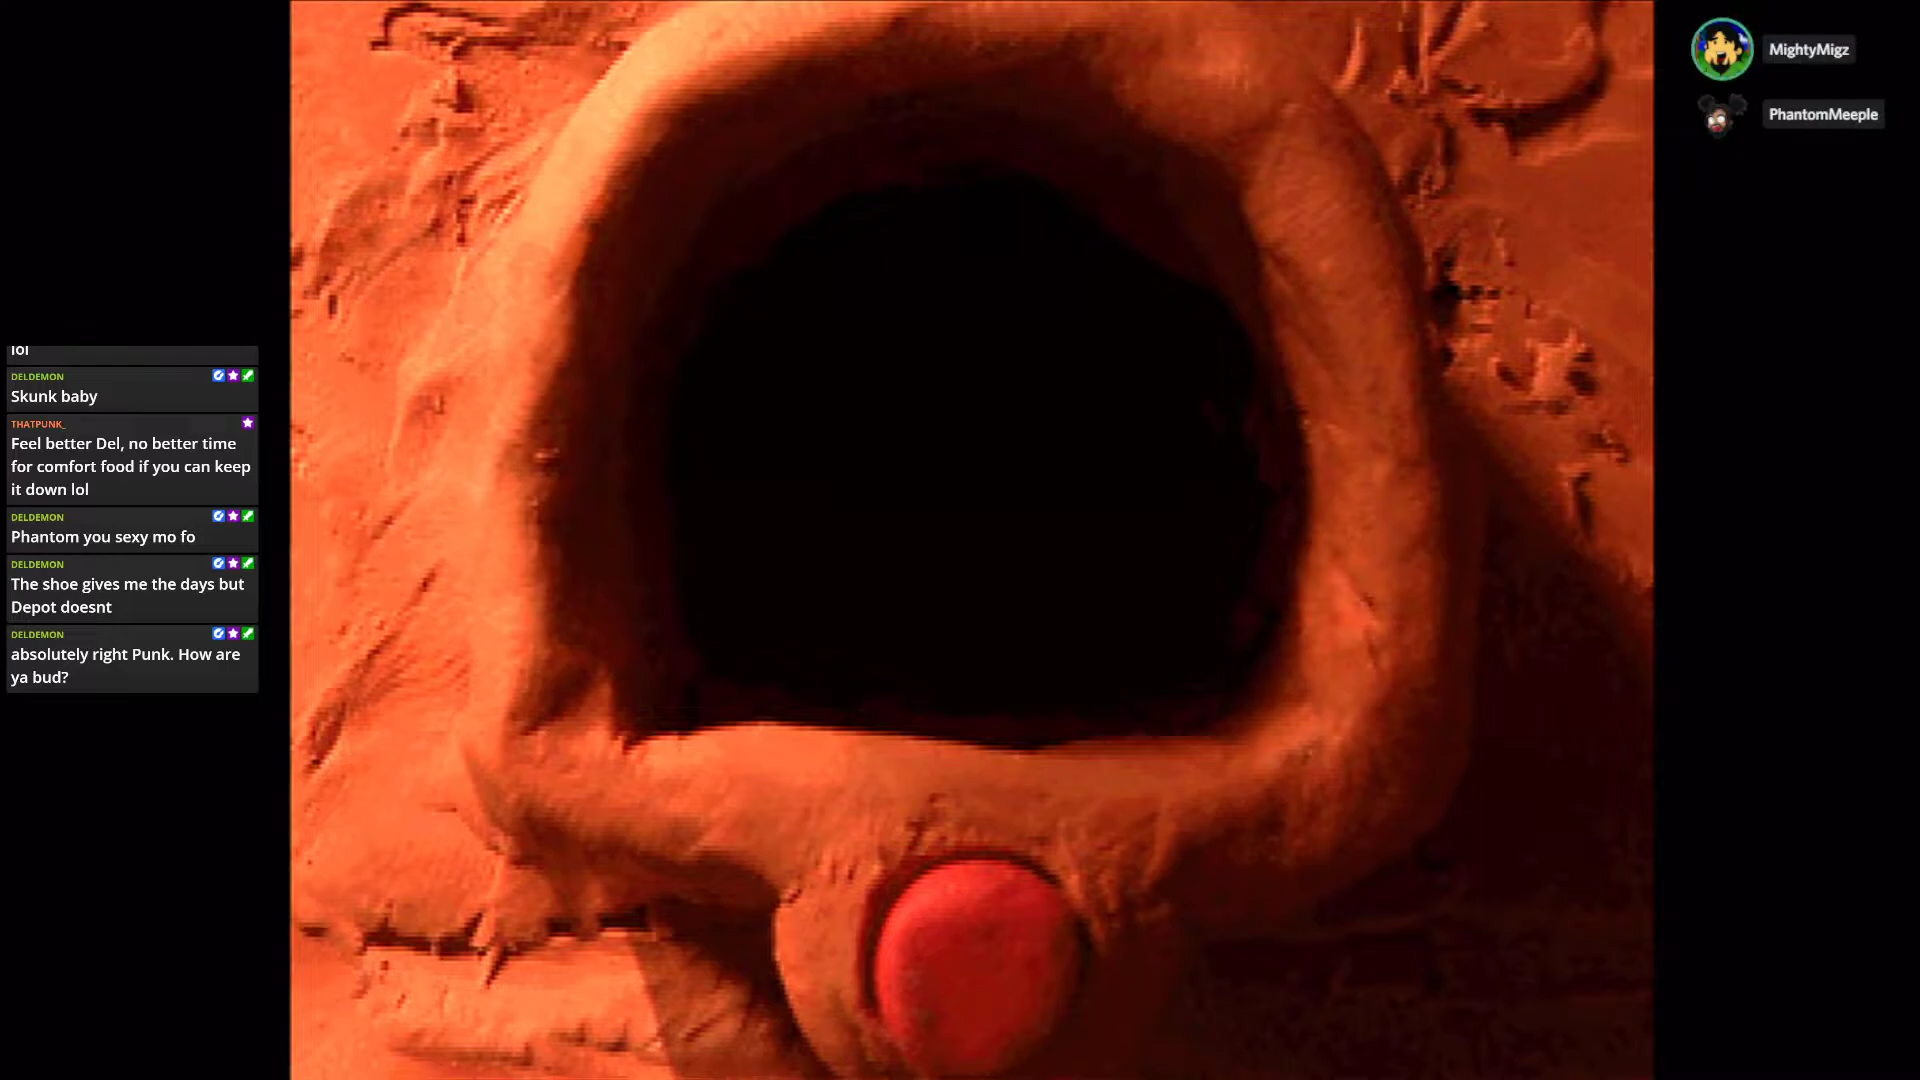 MightyMigz
PhantomMeeple
lol
DELDEMON
Skunk baby
THATPUNK_
Feel better Del, no better time
for comfort food if you can keep
it down lol
DELDEMON
Phantom you sexy mo fo
DELDEMON
The shoe gives me the days but
Depot doesnt
DELDEMON
absolutely right Punk. How are
ya bud?